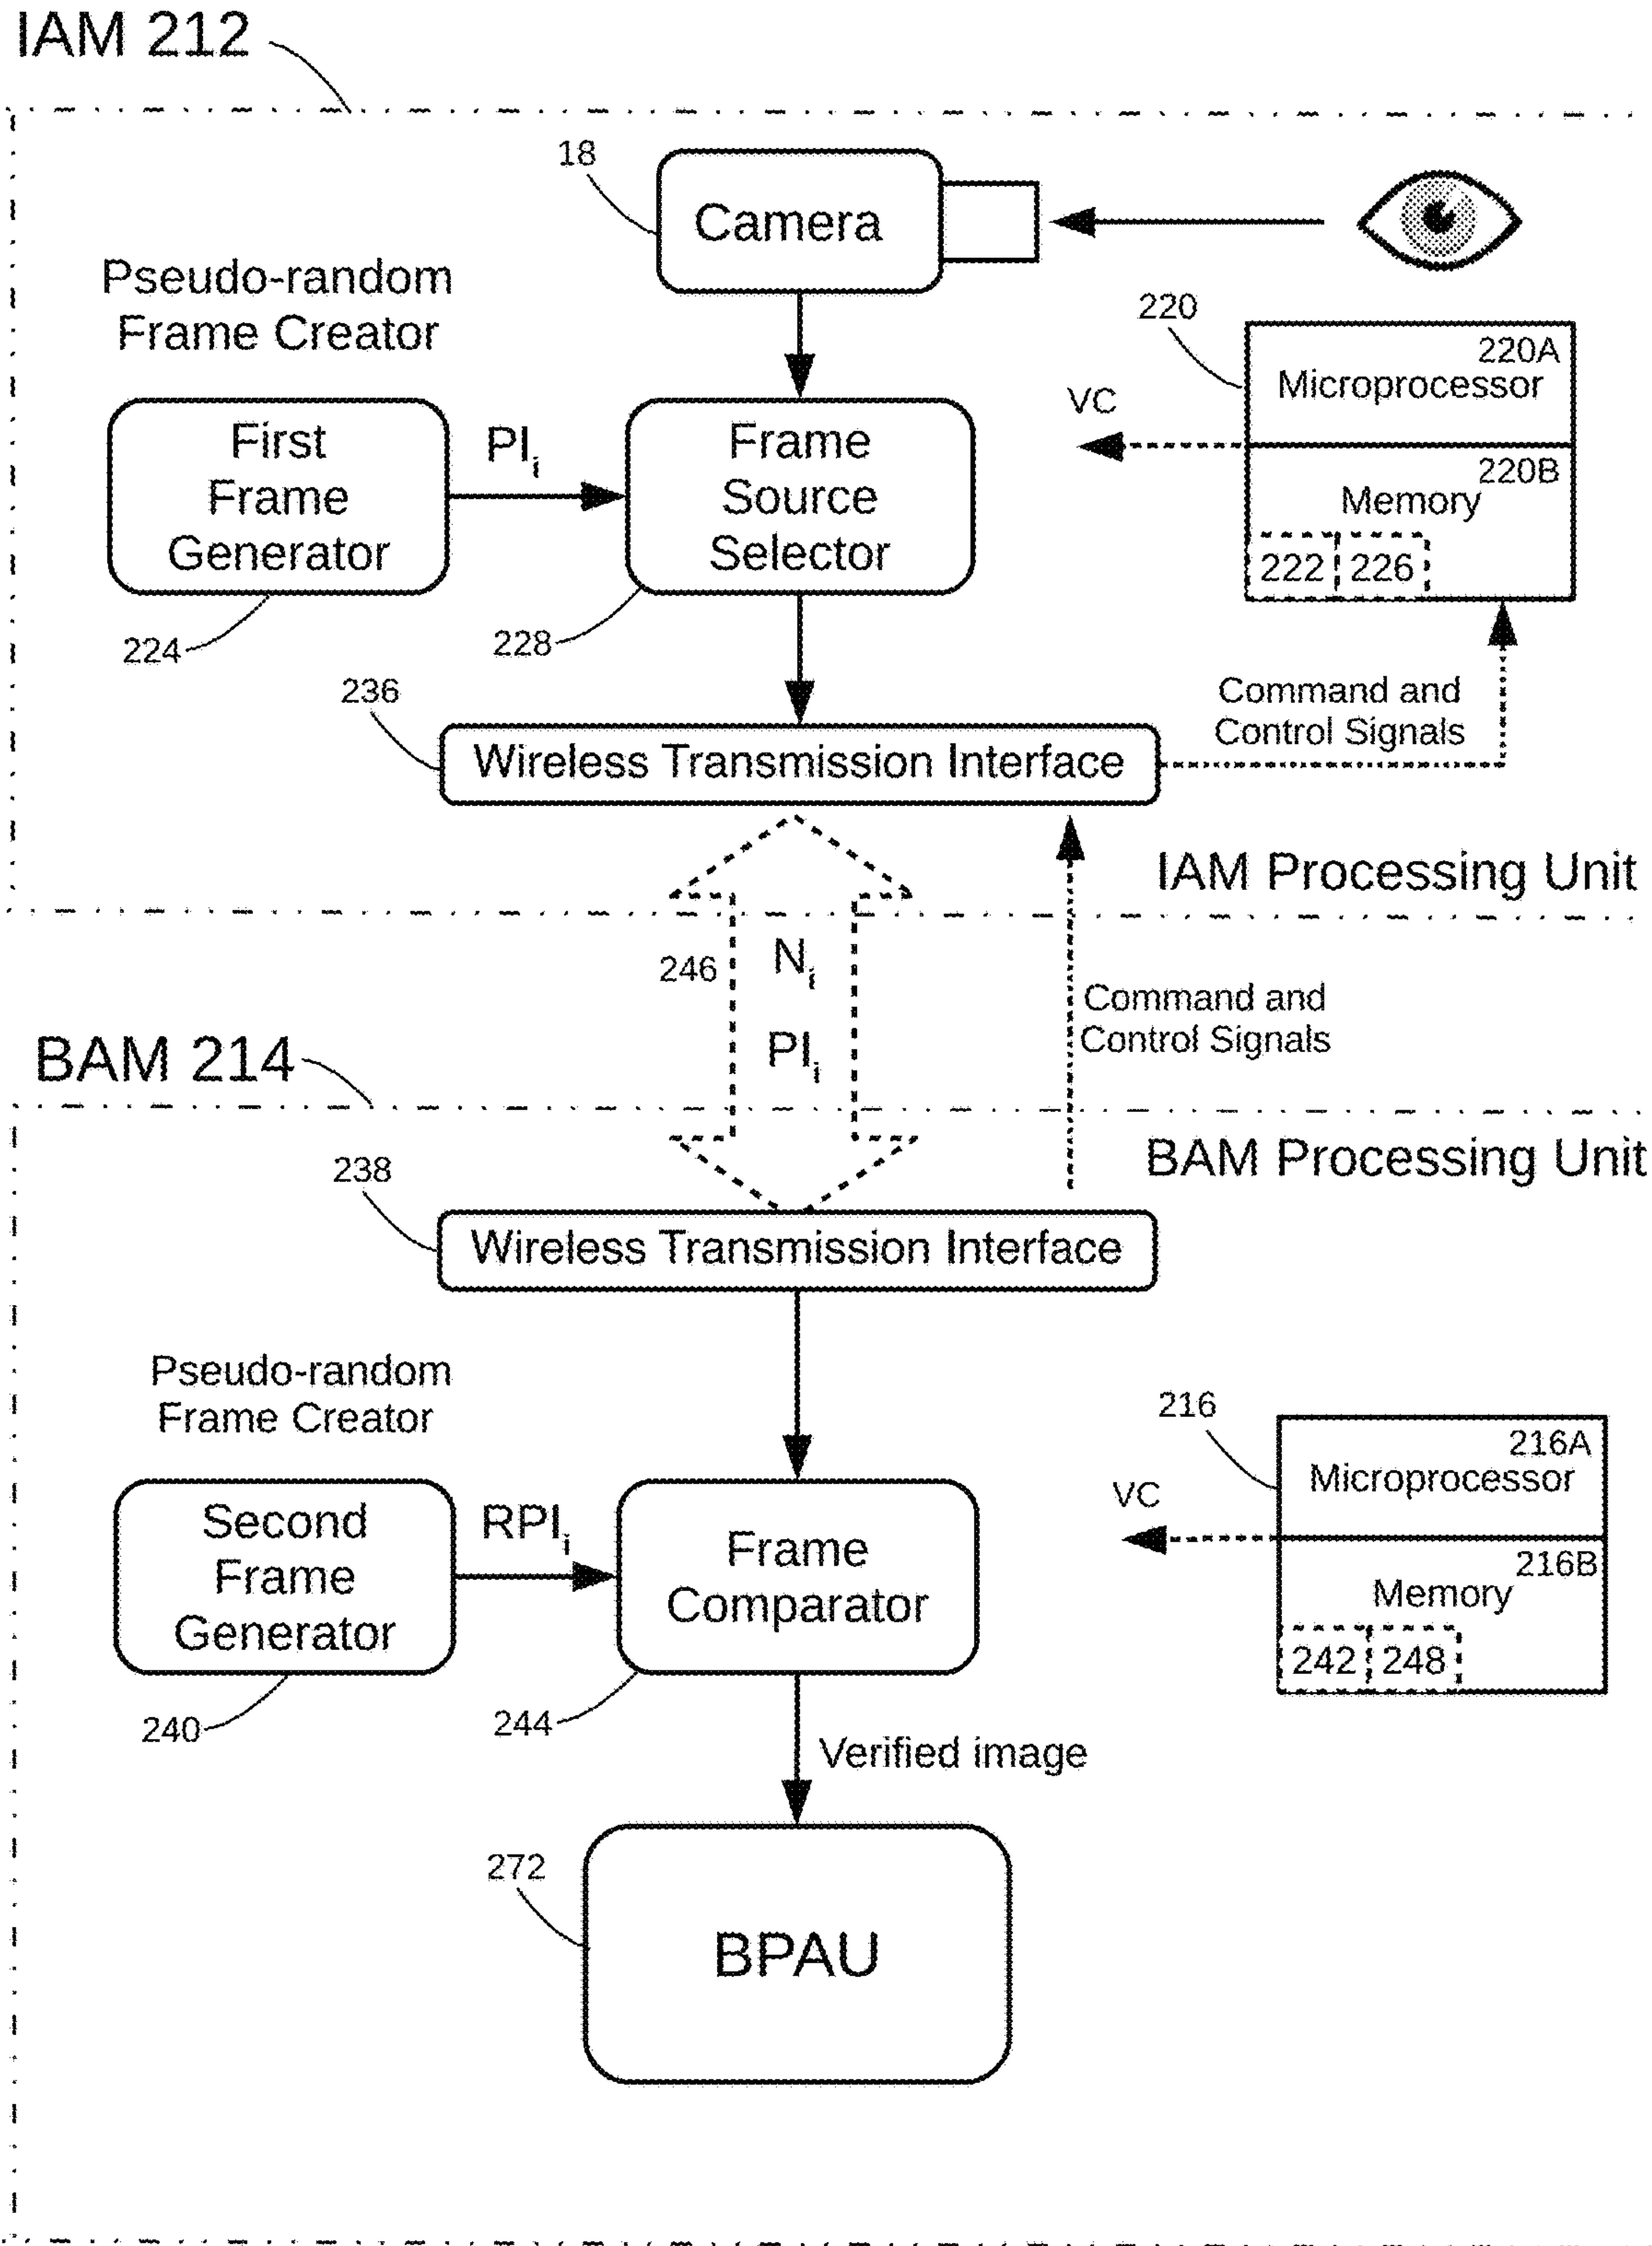 IAM 212
18
Camera
Pseudo-random
Frame Creator
220
220A
Microprocessor
VC
220B
Memory
222 226
First
Frame
Generator
PIi
Frame
Source
Selector
224
228
236
Command and
Control Signals
Wireless Transmission Interface
IAM Processing Unit
246
Ni
PIi
Command and
Control Signals
BAM 214
BAM Processing Unit
238
Wireless Transmission Interface
Pseudo-random
Frame Creator
216
216A
Microprocessor
VC
216B
Memory
242 248
Second
Frame
Generator
RPIi
Frame
Comparator
240
244
Verified image
272
BPAU